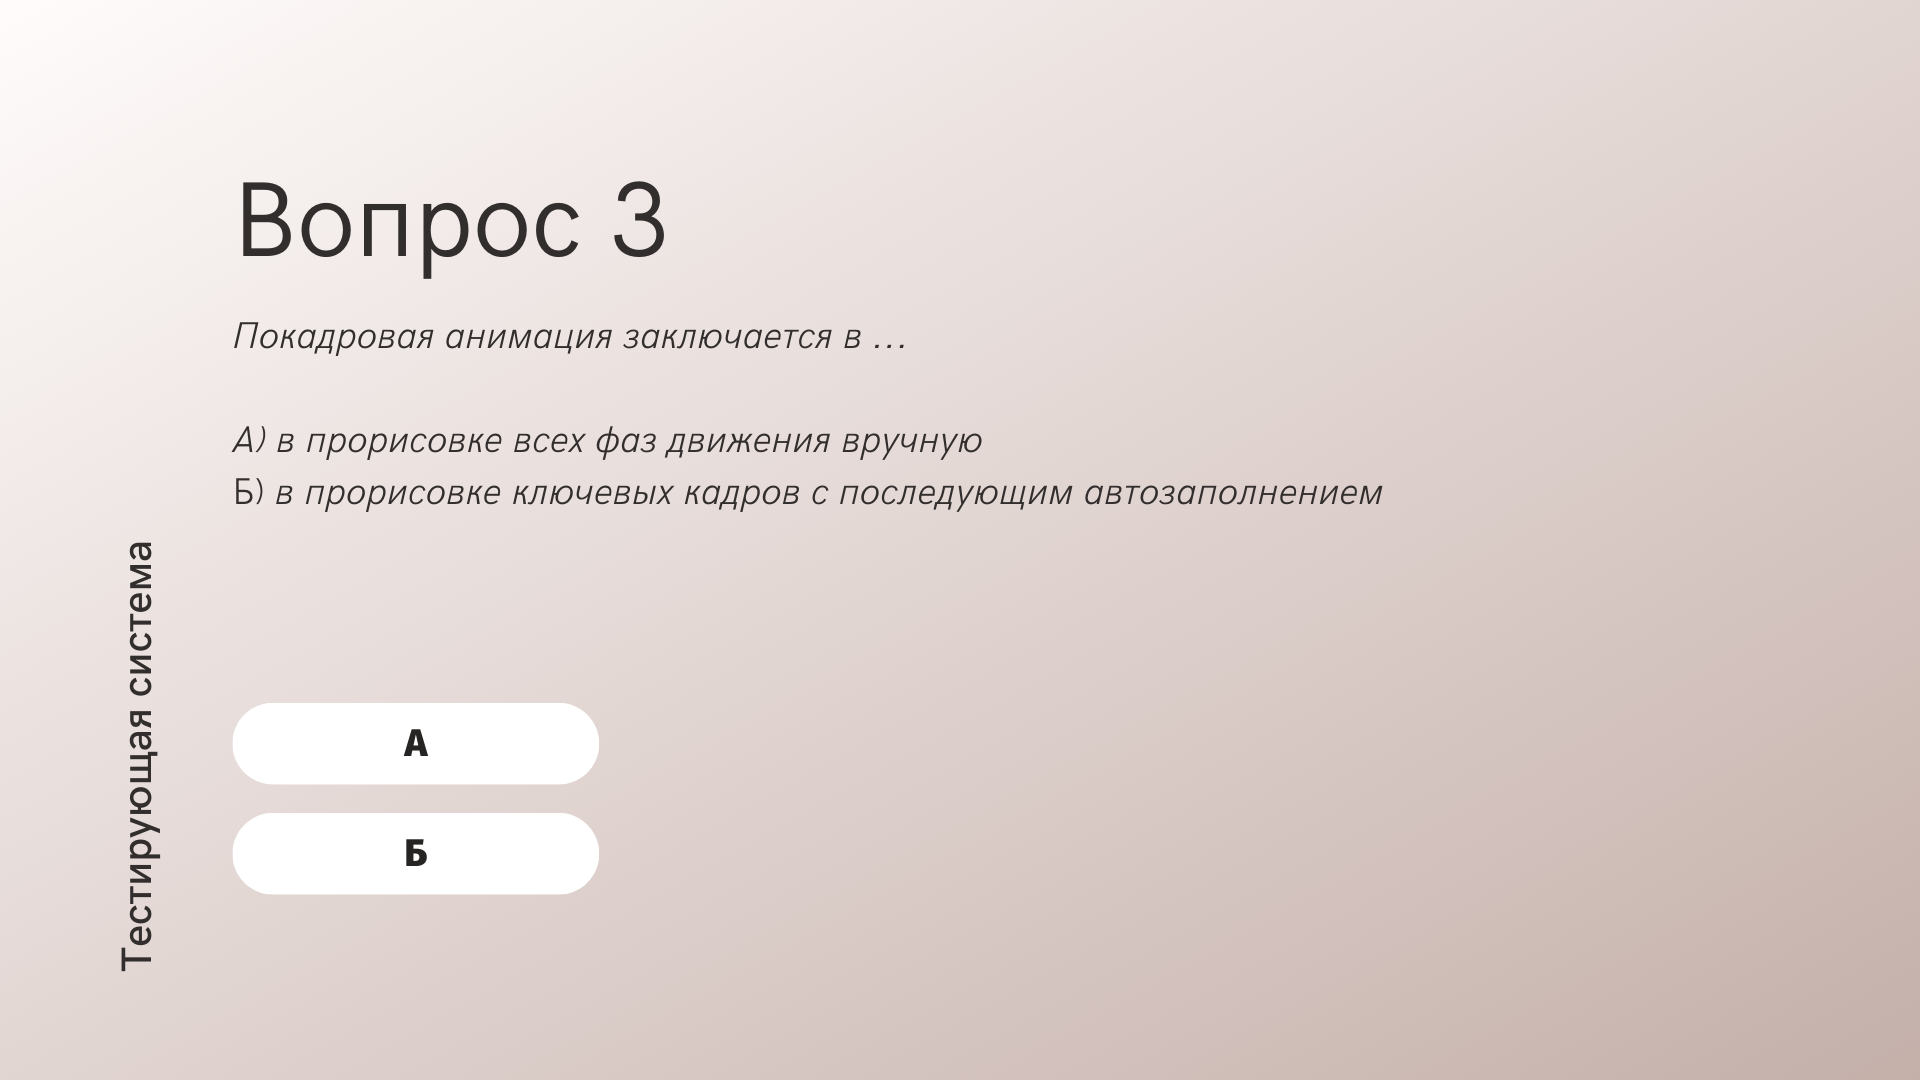 Вопрос 3
Покадровая анимация заключается в …
А) в прорисовке всех фаз движения вручную
Б) в прорисовке ключевых кадров с последующим автозаполнением
Тестирующая система
А
Б